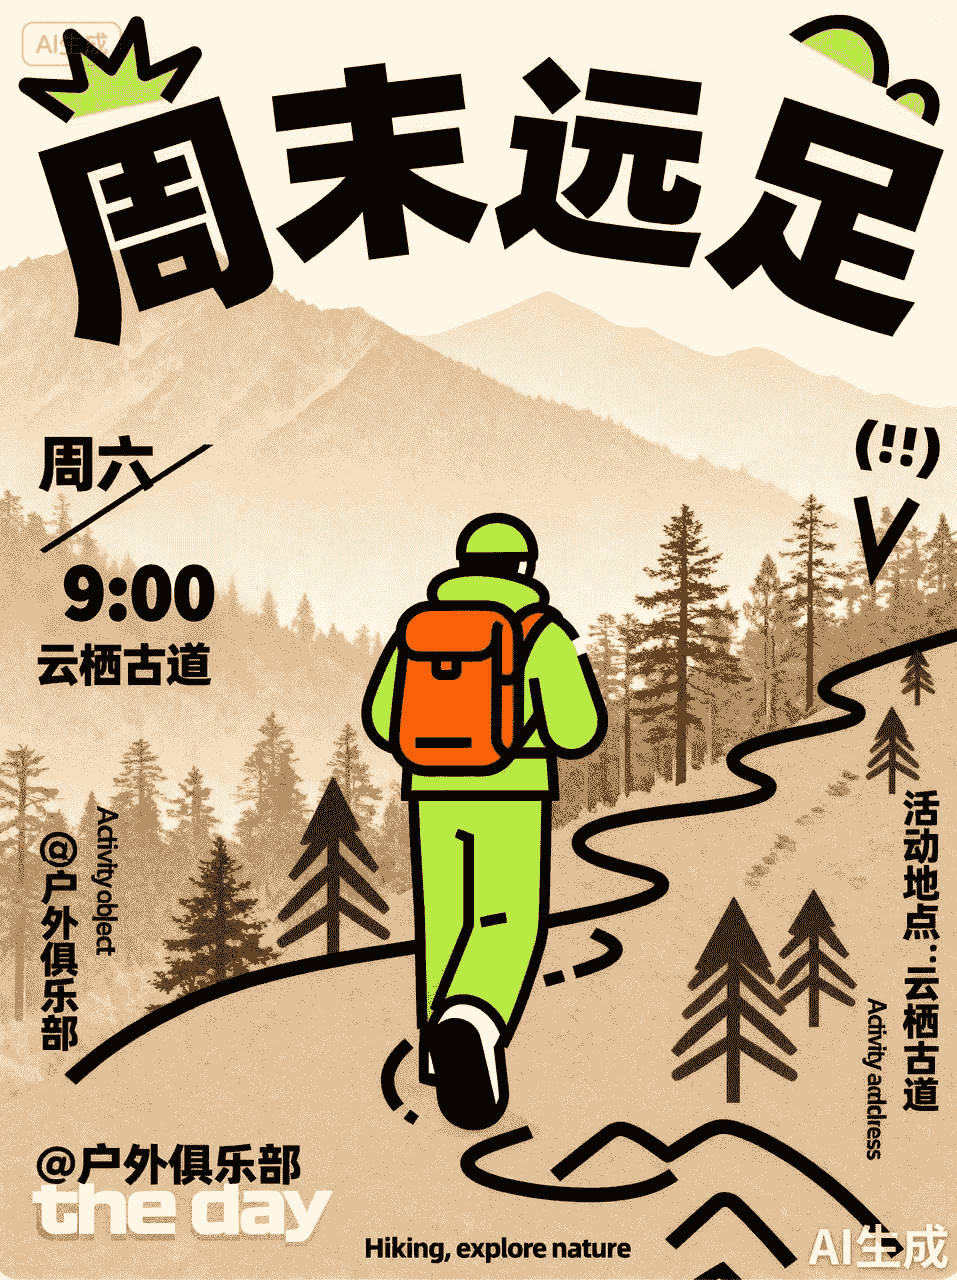 AI生成
周末远足
周六
9:00
云栖古道
(!!)
Activity object
@户外俱乐部
活动地点:云栖古道
Activity address
@户外俱乐部
the day
Hiking, explore nature
AI生成